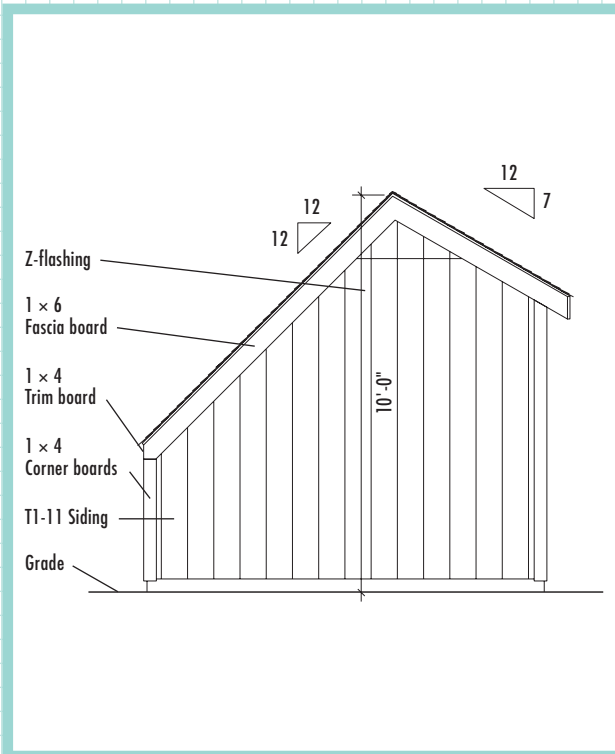 12
7
12
12
Z-flashing
1 × 6
Fascia board
1 × 4
Trim board
10'-0"
1 × 4
Corner boards
T1-11 Siding
Grade